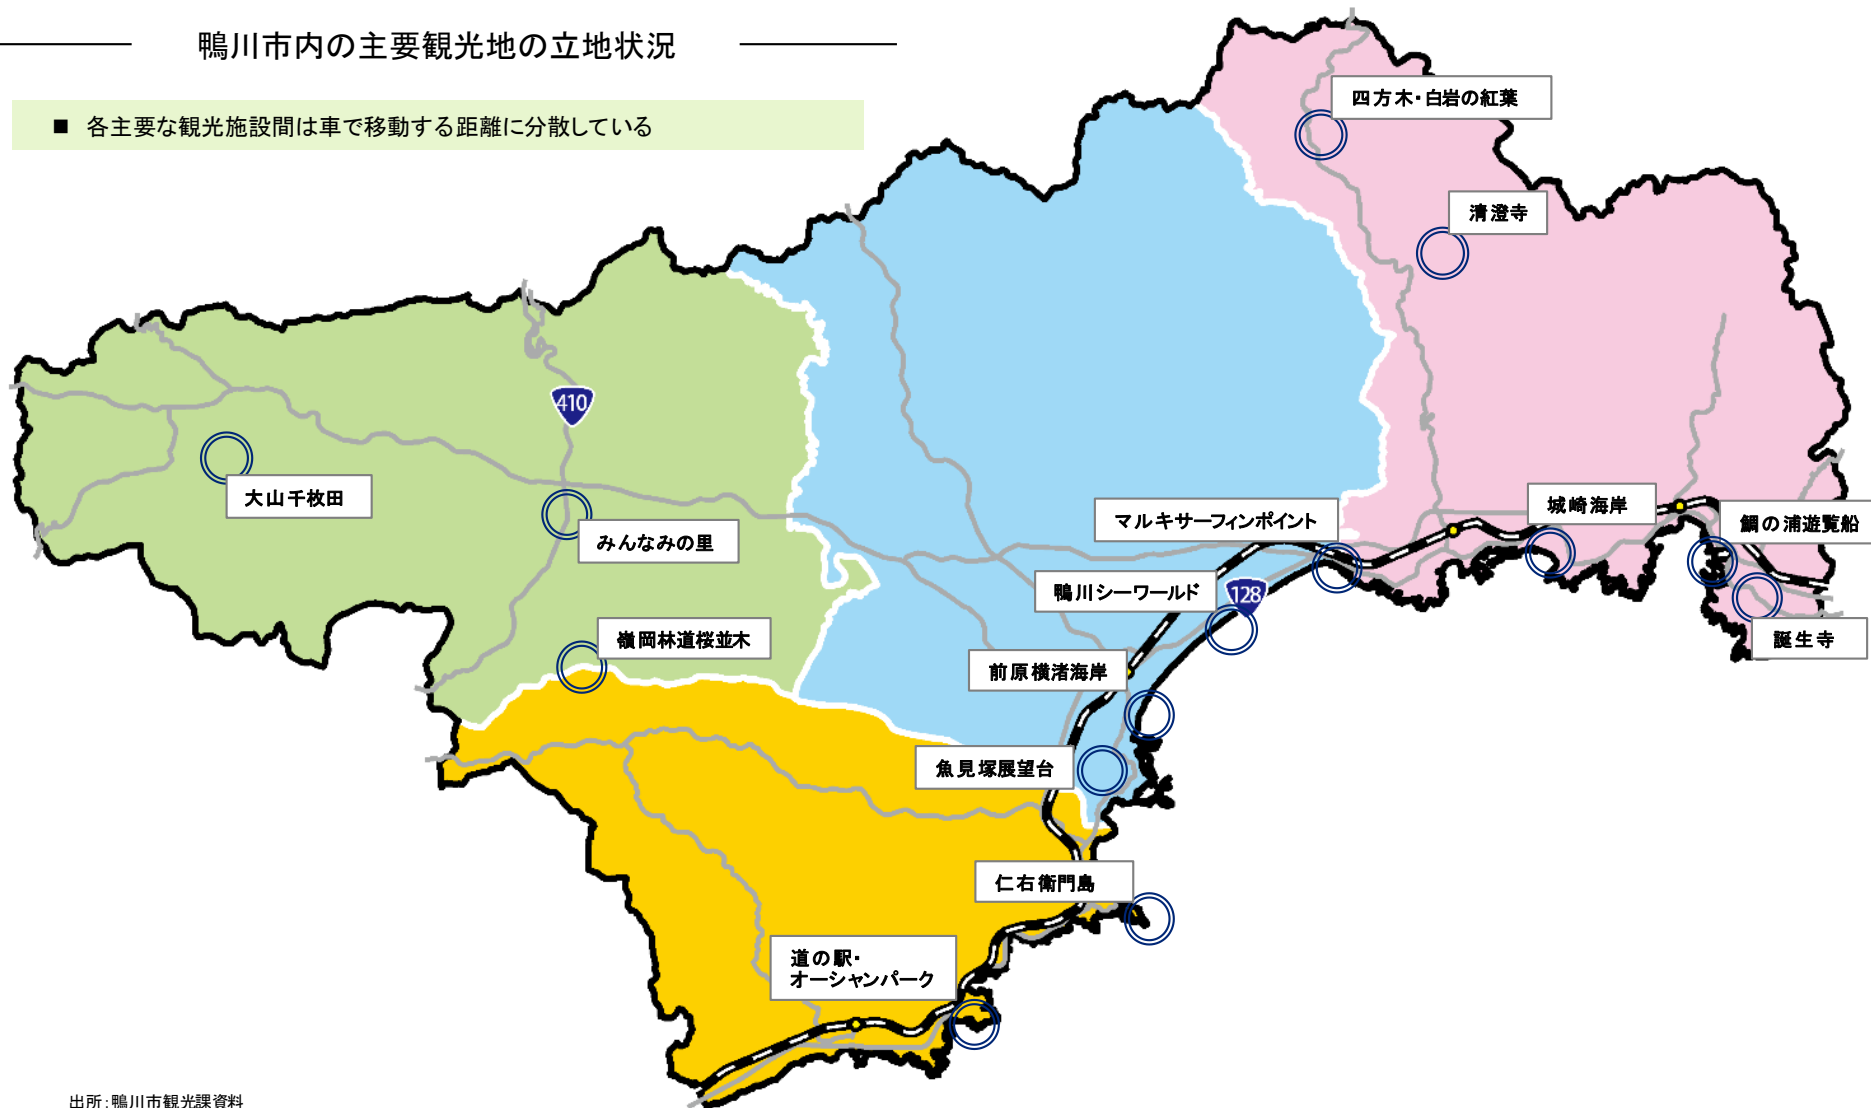 鴨川市内の主要観光地の立地状況
■ 各主要な観光施設間は車で移動する距離に分散している
四方木・白岩の紅葉
清澄寺
410
大山千枚田
みんなみの里
マルキサーフィンポイント
城崎海岸
鯛の浦遊覧船
鴨川シーワールド
128
誕生寺
嶺岡林道桜並木
前原横渚海岸
魚見塚展望台
仁右衛門島
道の駅・
オーシャンパーク
出所：鴨川市観光課資料